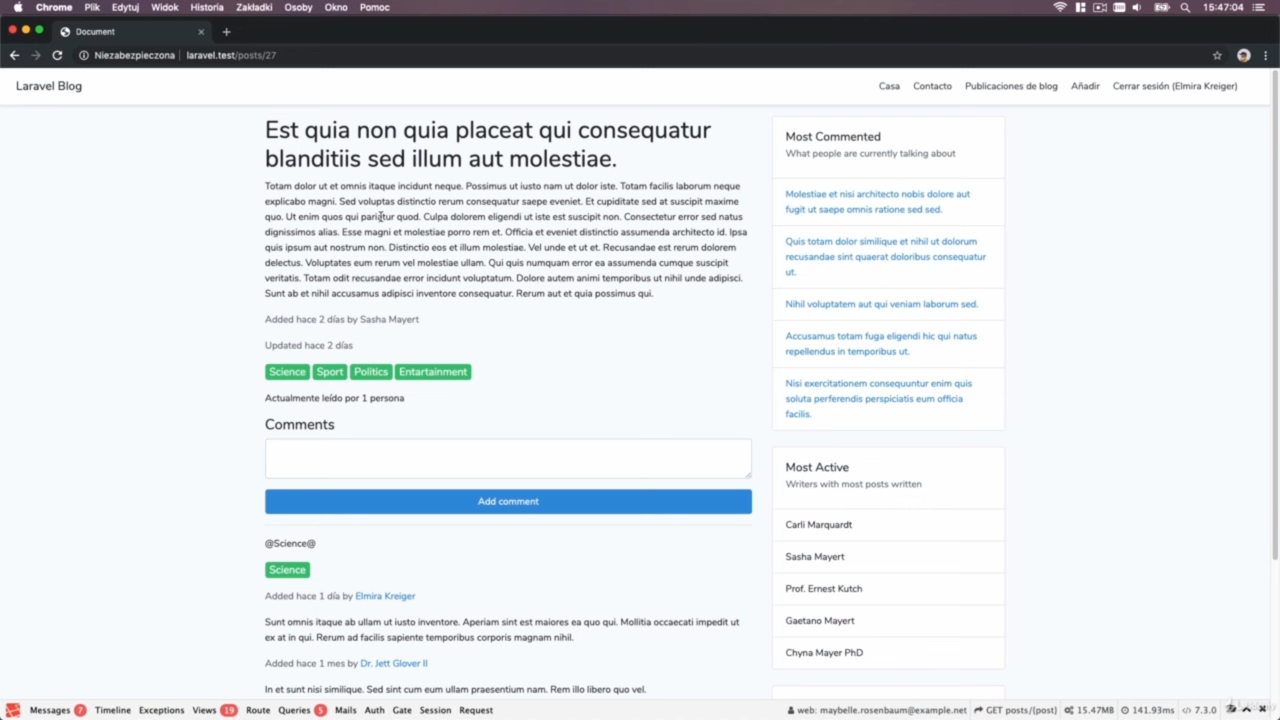 Chrome Plik Edytuj Widok Historia Zakładki Osoby Okno Pomoc 15:47:04
Document
Niezabezpieczona laravel.test/posts/27
Laravel Blog Casa Contacto Publicaciones de blog Añadir Cerrar sesión (Elmira Kreiger)
Est quia non quia placeat qui consequatur
blanditiis sed illum aut molestiae.
Totam dolor ut et omnis itaque incidunt neque. Possimus ut iusto nam ut dolor iste. Totam facilis laborum neque
explicabo magni. Sed voluptas distinctio rerum consequatur saepe eveniet. Et cupiditate sed at suscipit maxime
quo. Ut enim quos qui pariatur quod. Culpa dolorem eligendi ut iste est suscipit non. Consectetur error sed natus
dignissimos alias. Esse magni et molestiae porro rem et. Officia et eveniet distinctio assumenda architecto id. Ipsa
quis ipsum aut nostrum non. Distinctio eos et illum molestiae. Vel unde et ut et. Recusandae est rerum dolorem
delectus. Voluptates eum rerum vel molestiae ullam. Qui quis numquam error ea assumenda cumque suscipit
veritatis. Totam odit recusandae error incidunt voluptatum. Dolore autem animi temporibus ut nihil unde adipisci.
Sunt ab et nihil accusamus adipisci inventore consequatur. Rerum aut et quia possimus qui.
Added hace 2 días by Sasha Mayert
Updated hace 2 días
Science Sport Politics Entartainment
Actualmente leído por 1 persona
Comments
Add comment
@Science@
Science
Added hace 1 día by Elmira Kreiger
Sunt omnis itaque ab ullam ut iusto inventore. Aperiam sint est maiores ea quo qui. Mollitia occaecati impedit ut
ex at in qui. Rerum ad facilis sapiente temporibus corporis magnam nihil.
Added hace 1 mes by Dr. Jett Glover II
In et sunt nisi similique. Sed sint cum eum ullam praesentium nam. Rem illo libero quo vel.
Most Commented
What people are currently talking about
Molestiae et nisi architecto nobis dolore aut
fugit ut saepe omnis ratione sed sed.
Quis totam dolor similique et nihil ut dolorum
recusandae sint quaerat doloribus consequatur
ut.
Nihil voluptatem aut qui veniam laborum sed.
Accusamus totam fuga eligendi hic qui natus
repellendus in temporibus ut.
Nisi exercitationem consequuntur enim quis
soluta perferendis perspiciatis eum officia
facilis.
Most Active
Writers with most posts written
Carli Marquardt
Sasha Mayert
Prof. Ernest Kutch
Gaetano Mayert
Chyna Mayer PhD
Messages 7 Timeline Exceptions Views 19 Route Queries 5 Mails Auth Gate Session Request web: maybelle.rosenbaum@example.net GET posts/{post} 15.47MB 141.93ms 7.3.0